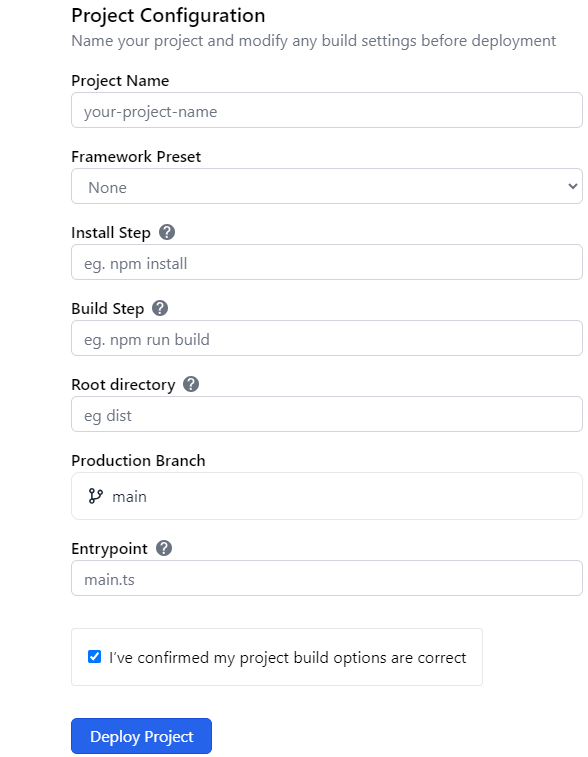 Project Configuration
Name your project and modify any build settings before deployment
Project Name
your-project-name
Framework Preset
None
Install Step ?
eg. npm install
Build Step ?
eg. npm run build
Root directory ?
eg dist
Production Branch
main
Entrypoint ?
main.ts
I've confirmed my project build options are correct
Deploy Project